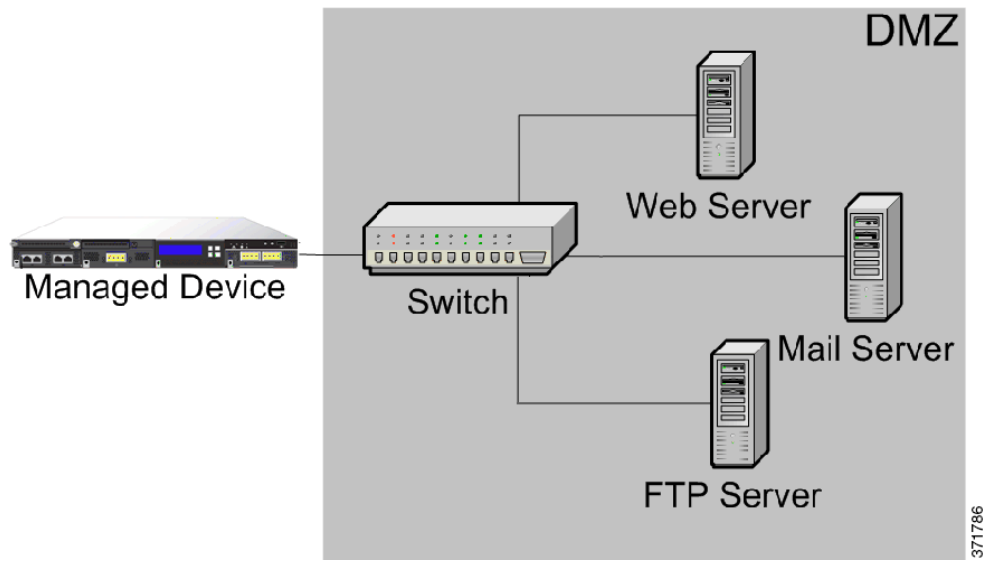 DMZ
Web Server
Managed Device
Switch
Mail Server
FTP Server
371786